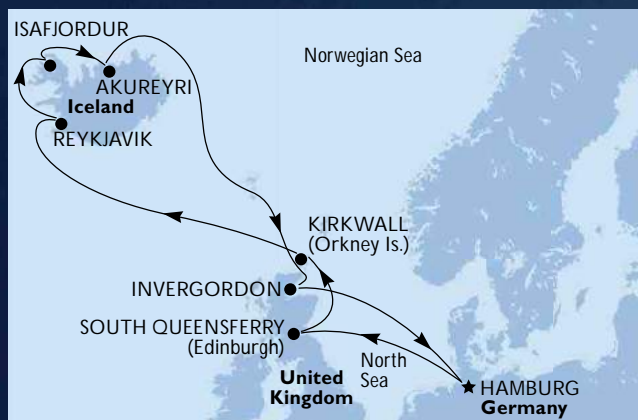 ISAFJORDUR
Norwegian Sea
AKUREYRI
Iceland
REYKJAVIK
KIRKWALL
(Orkney Is.)
INVERGORDON
SOUTH QUEENSFERRY
(Edinburgh)
North
Sea
United
Kingdom
HAMBURG
Germany